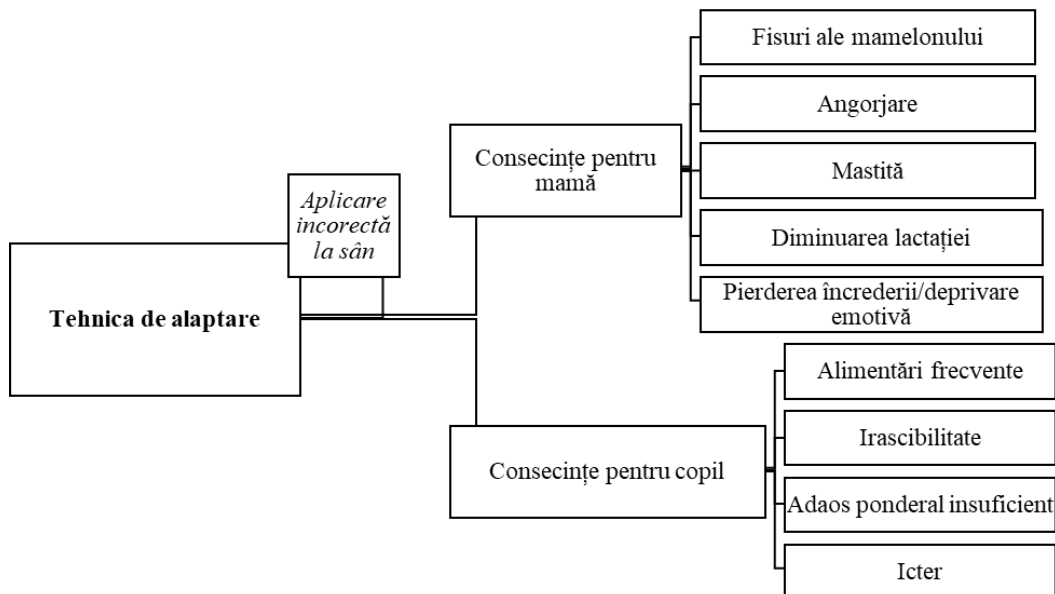 Tehnica de alaptare
Aplicare
incorectă
la sân
Consecințe pentru
mamă
Fisuri ale mamelonului
Angorjare
Mastită
Diminuarea lactației
Pierderea încrederii/deprivare
emotivă
Consecințe pentru copil
Alimentări frecvente
Irascibilitate
Adaos ponderal insuficient
Icter